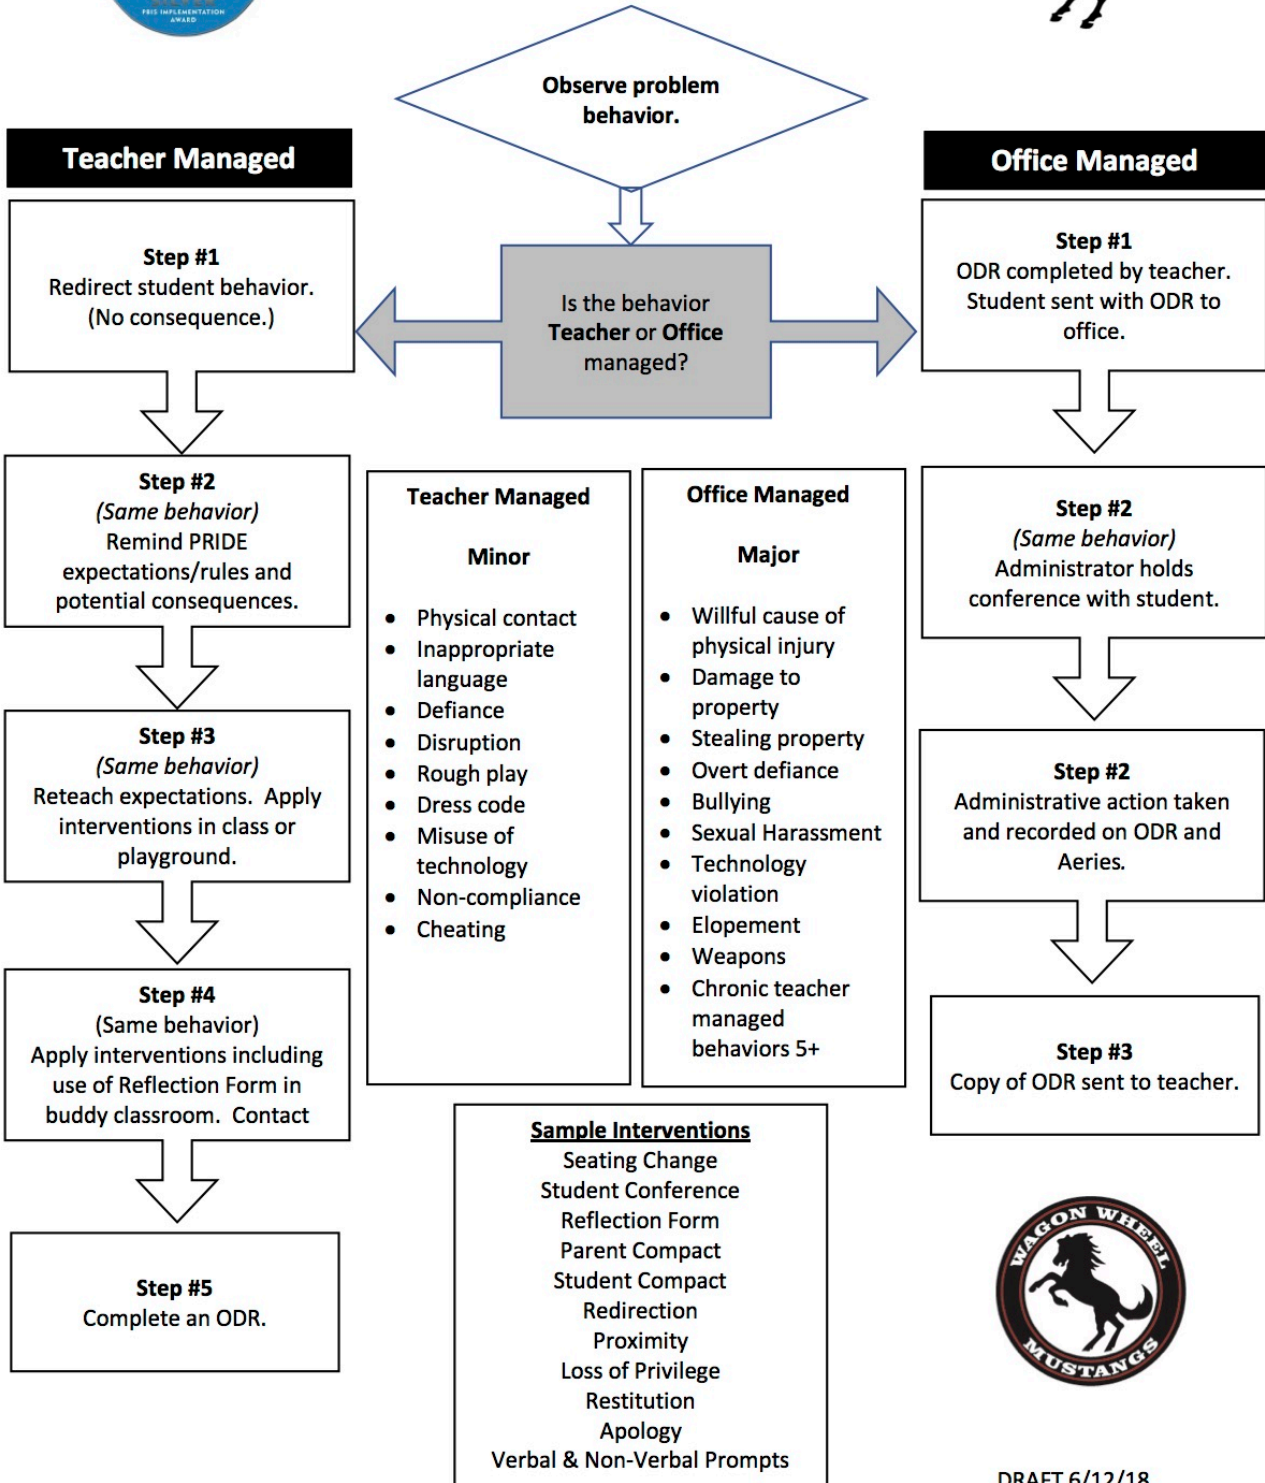 PBIS IMPLEMENTATION
AWARD
Observe problem
behavior.
Teacher Managed
Office Managed
Step #1
Redirect student behavior.
(No consequence.)
Is the behavior
Teacher or Office
managed?
Step #1
ODR completed by teacher.
Student sent with ODR to
office.
Step #2
(Same behavior)
Remind PRIDE
expectations/rules and
potential consequences.
Step #3
(Same behavior)
Reteach expectations.  Apply
interventions in class or
playground.
Step #4
(Same behavior)
Apply interventions including
use of Reflection Form in
buddy classroom.  Contact
Step #5
Complete an ODR.
Teacher Managed
Minor
• Physical contact
• Inappropriate
language
• Defiance
• Disruption
• Rough play
• Dress code
• Misuse of
technology
• Non-compliance
• Cheating
Office Managed
Major
• Willful cause of
physical injury
• Damage to
property
• Stealing property
• Overt defiance
• Bullying
• Sexual Harassment
• Technology
violation
• Elopement
• Weapons
• Chronic teacher
managed
behaviors 5+
Step #2
(Same behavior)
Administrator holds
conference with student.
Step #2
Administrative action taken
and recorded on ODR and
Aeries.
Step #3
Copy of ODR sent to teacher.
Sample Interventions
Seating Change
Student Conference
Reflection Form
Parent Compact
Student Compact
Redirection
Proximity
Loss of Privilege
Restitution
Apology
Verbal & Non-Verbal Prompts
WAGON WHEEL
MUSTANGS
DRAFT 6/12/18